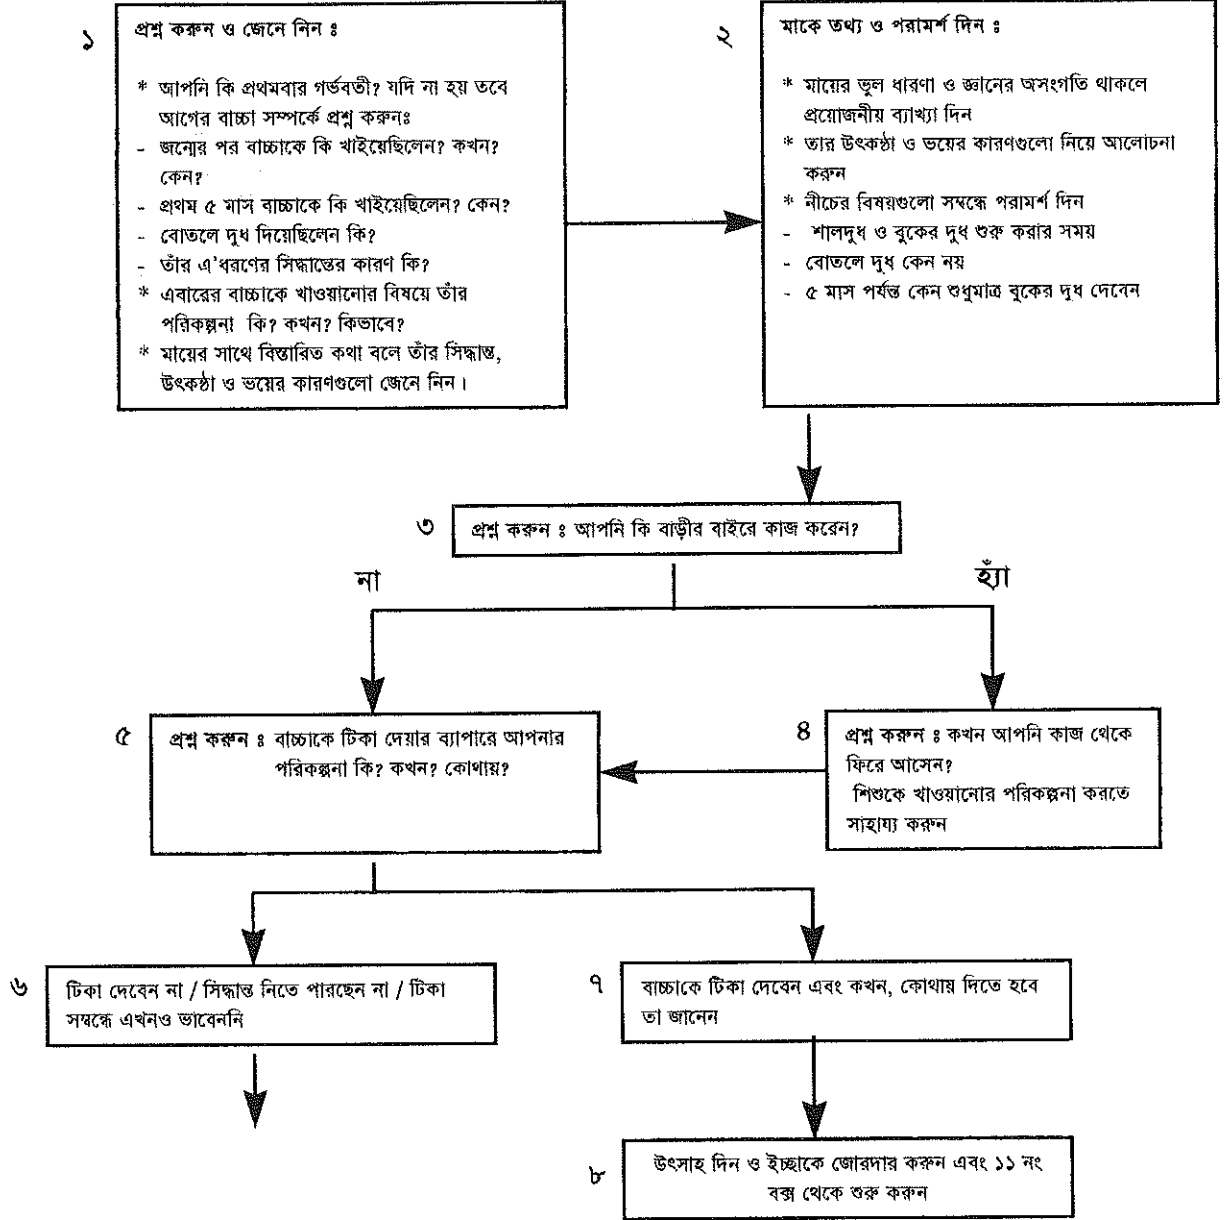 ১
প্রশ্ন করুন ও জেনে নিন ঃ
* আপনি কি প্রথমবার গর্ভবতী? যদি না হয় তবে
আগের বাচ্চা সম্পর্কে প্রশ্ন করুনঃ
- জন্মের পর বাচ্চাকে কি খাইয়েছিলেন? কখন?
কেন?
- প্রথম ৫ মাস বাচ্চাকে কি খাইয়েছিলেন? কেন?
- বোতলে দুধ দিয়েছিলেন কি?
- তাঁর এ'ধরণের সিদ্ধান্তের কারণ কি?
* এবারের বাচ্চাকে খাওয়ানোর বিষয়ে তাঁর
পরিকল্পনা কি? কখন? কিভাবে?
* মায়ের সাথে বিস্তারিত কথা বলে তাঁর সিদ্ধান্ত,
উৎকন্ঠা ও ভয়ের কারণগুলো জেনে নিন।
২
মাকে তথ্য ও পরামর্শ দিন ঃ
* মায়ের ভুল ধারণা ও জ্ঞানের অসংগতি থাকলে
প্রয়োজনীয় ব্যাখ্যা দিন
* তার উৎকন্ঠা ও ভয়ের কারণগুলো নিয়ে আলোচনা
করুন
* নীচের বিষয়গুলো সম্বন্ধে পরামর্শ দিন
- শালদুধ ও বুকের দুধ শুরু করার সময়
- বোতলে দুধ কেন নয়
- ৫ মাস পর্যন্ত কেন শুধুমাত্র বুকের দুধ দেবেন
৩
প্রশ্ন করুন ঃ আপনি কি বাড়ীর বাইরে কাজ করেন?
না
হ্যাঁ
৫
প্রশ্ন করুন ঃ বাচ্চাকে টিকা দেয়ার ব্যাপারে আপনার
পরিকল্পনা কি? কখন? কোথায়?
৪
প্রশ্ন করুন ঃ কখন আপনি কাজ থেকে
ফিরে আসেন?
শিশুকে খাওয়ানোর পরিকল্পনা করতে
সাহায্য করুন
৬
টিকা দেবেন না / সিদ্ধান্ত নিতে পারছেন না / টিকা
সম্বন্ধে এখনও ভাবেননি
৭
বাচ্চাকে টিকা দেবেন এবং কখন, কোথায় দিতে হবে
তা জানেন
৮
উৎসাহ দিন ও ইচ্ছাকে জোরদার করুন এবং ১১ নং
বক্স থেকে শুরু করুন